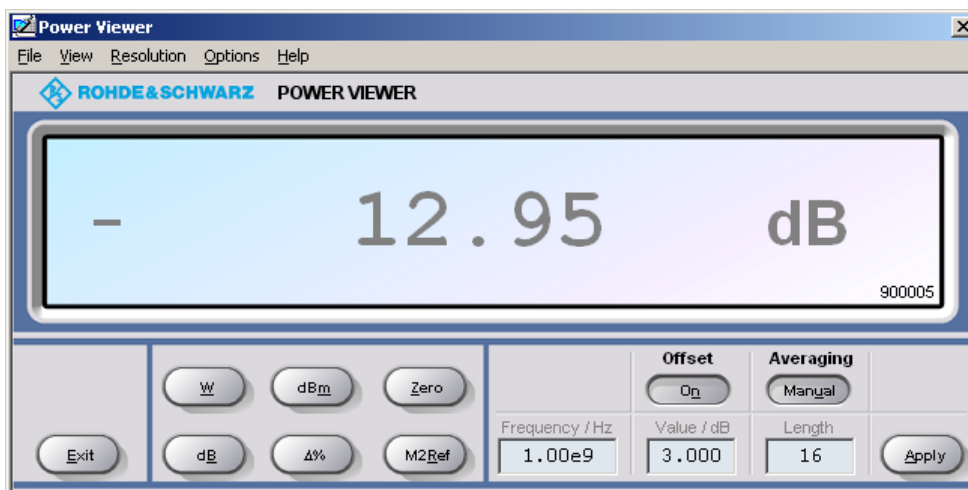 Power Viewer
File View Resolution Options Help
ROHDE&SCHWARZ POWER VIEWER
- 12.95 dB
900005
Offset Averaging
W dBm Zero On Manual
Frequency / Hz Value / dB Length
Exit dB Δ% M2Ref 1.00e9 3.000 16 Apply